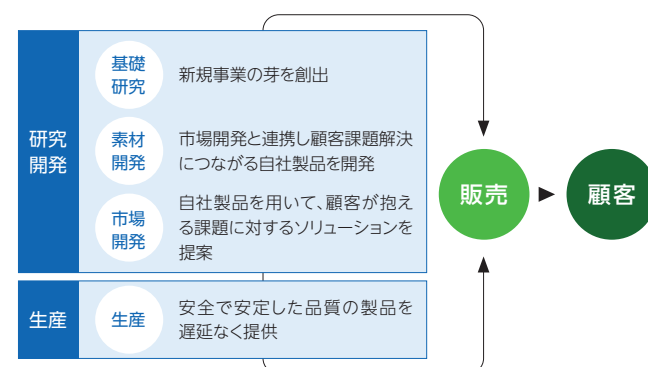 研究
開発
基礎
研究
新規事業の芽を創出
素材
開発
市場開発と連携し顧客課題解決
につながる自社製品を開発
市場
開発
自社製品を用いて、顧客が抱え
る課題に対するソリューションを
提案
生産
生産
安全で安定した品質の製品を
遅延なく提供
販売
顧客